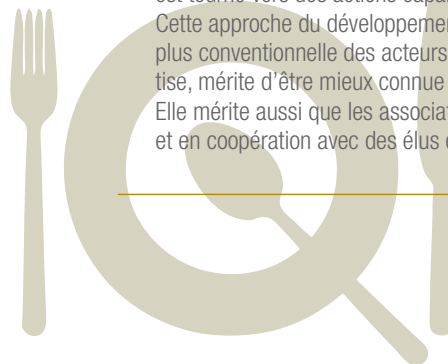 Cette approche du développemen
plus conventionnelle des acteurs
tise, mérite d’être mieux connue
Elle mérite aussi que les associat
et en coopération avec des élus